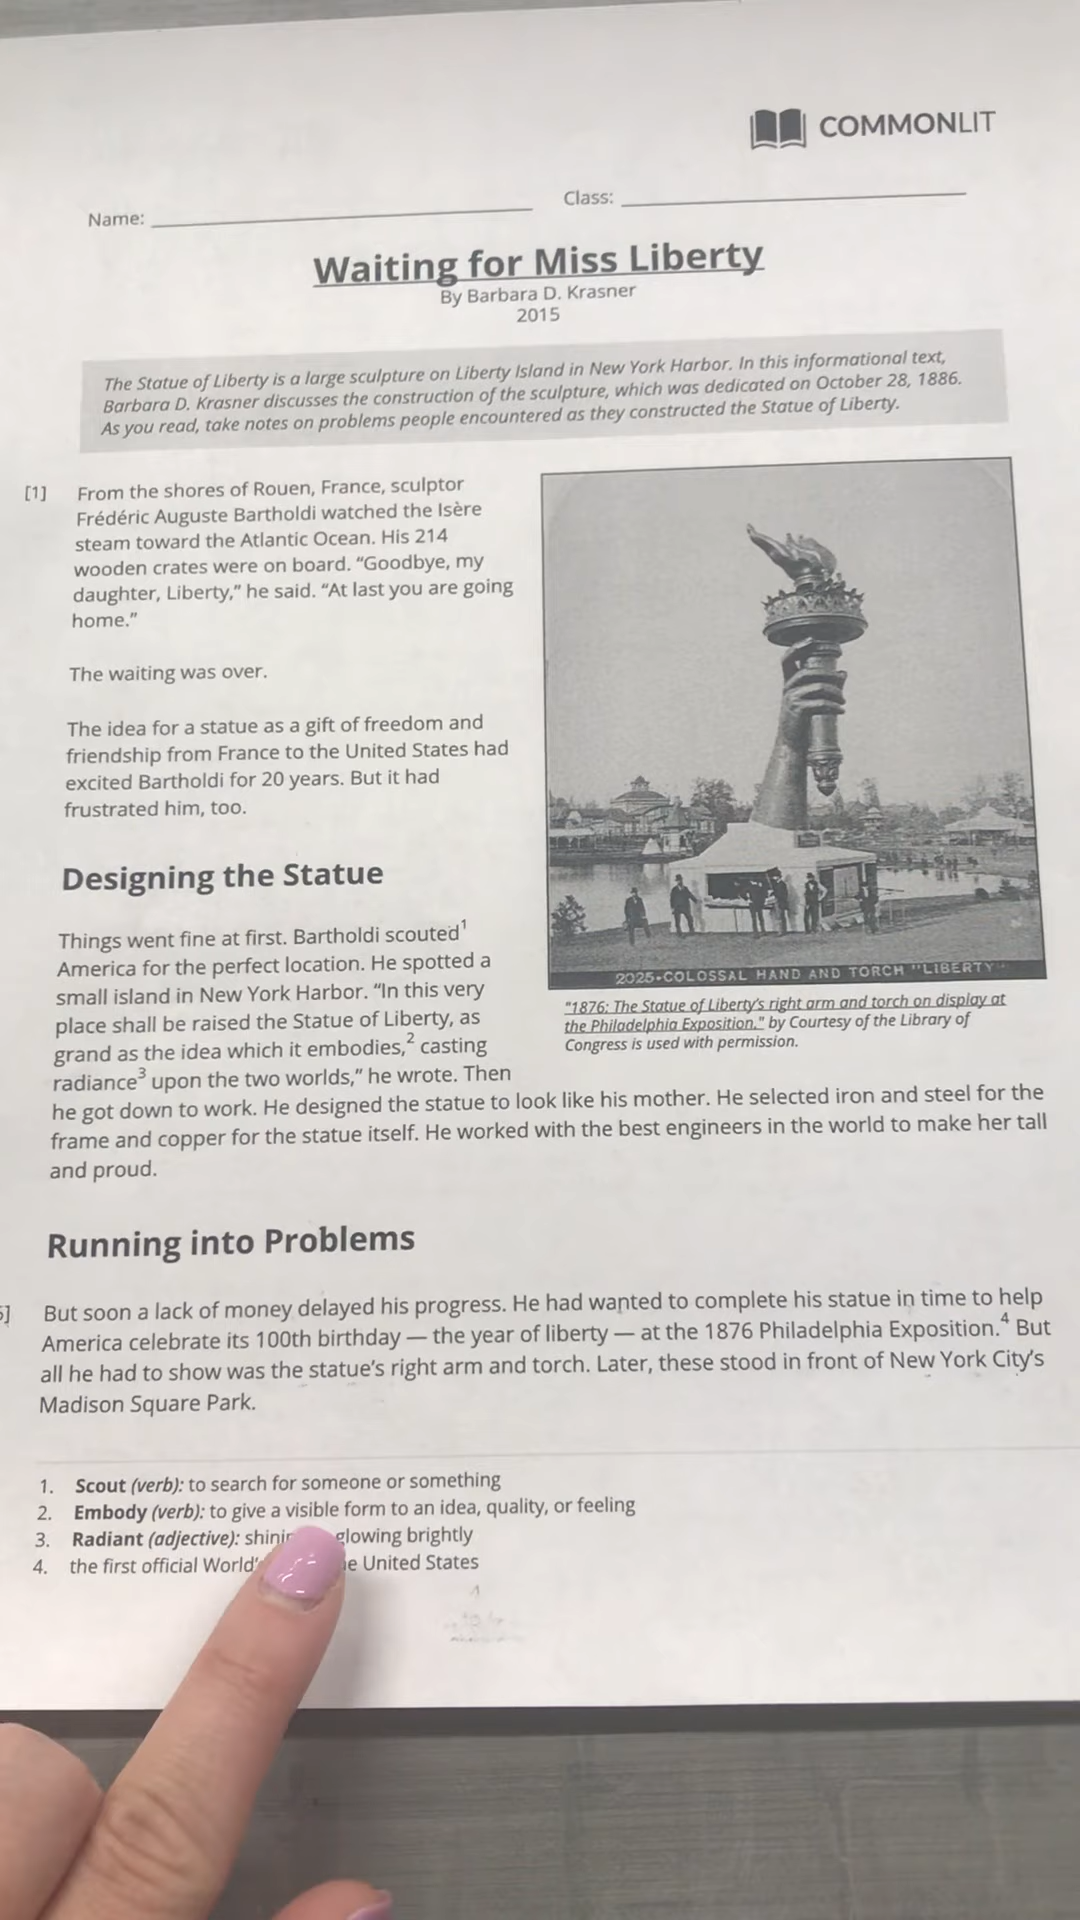 COMMONLIT
Name:
Class:
Waiting for Miss Liberty
By Barbara D. Krasner
2015
The Statue of Liberty is a large sculpture on Liberty Island in New York Harbor. In this informational text,
Barbara D. Krasner discusses the construction of the sculpture, which was dedicated on October 28, 1886.
As you read, take notes on problems people encountered as they constructed the Statue of Liberty.
[1] From the shores of Rouen, France, sculptor
Frédéric Auguste Bartholdi watched the Isère
steam toward the Atlantic Ocean. His 214
wooden crates were on board. “Goodbye, my
daughter, Liberty,” he said. “At last you are going
home.”
The waiting was over.
The idea for a statue as a gift of freedom and
friendship from France to the United States had
excited Bartholdi for 20 years. But it had
frustrated him, too.
Designing the Statue
Things went fine at first. Bartholdi scouted1
America for the perfect location. He spotted a
small island in New York Harbor. “In this very
place shall be raised the Statue of Liberty, as
grand as the idea which it embodies,2 casting
radiance3 upon the two worlds,” he wrote. Then
he got down to work. He designed the statue to look like his mother. He selected iron and steel for the
frame and copper for the statue itself. He worked with the best engineers in the world to make her tall
and proud.
2025-COLOSSAL HAND AND TORCH "LIBERTY"
"1876: The Statue of Liberty's right arm and torch on display at
the Philadelphia Exposition." by Courtesy of the Library of
Congress is used with permission.
Running into Problems
5] But soon a lack of money delayed his progress. He had wanted to complete his statue in time to help
America celebrate its 100th birthday — the year of liberty — at the 1876 Philadelphia Exposition.4 But
all he had to show was the statue’s right arm and torch. Later, these stood in front of New York City’s
Madison Square Park.
1. Scout (verb): to search for someone or something
2. Embody (verb): to give a visible form to an idea, quality, or feeling
3. Radiant (adjective): glowing brightly
4. the first official United States